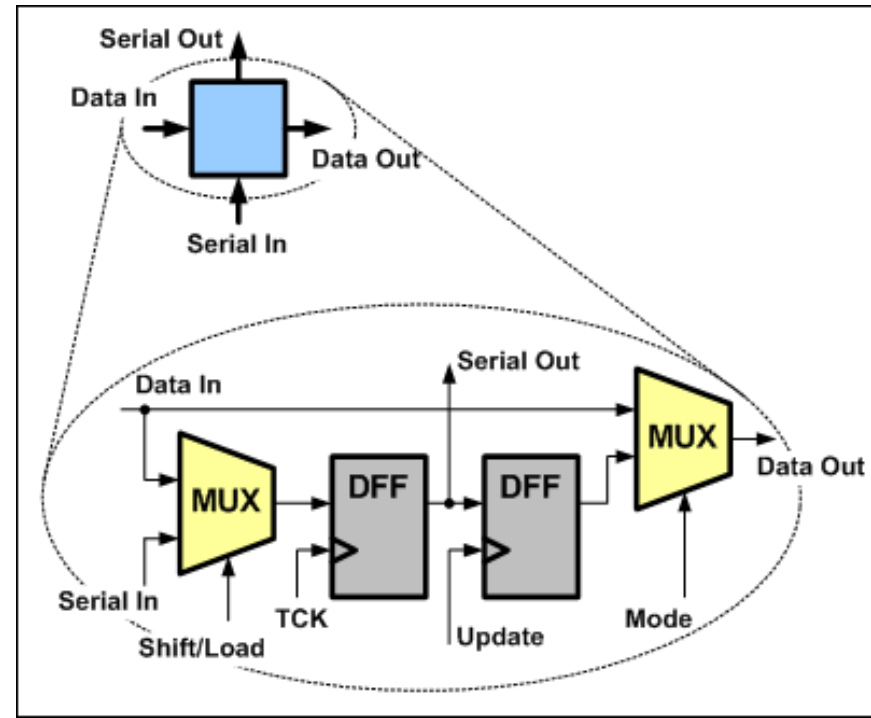 Serial Out
Data In
Data Out
Serial In
Serial Out
Data In
MUX
MUX
DFF
DFF
Data Out
Serial In
TCK
Mode
Update
Shift/Load